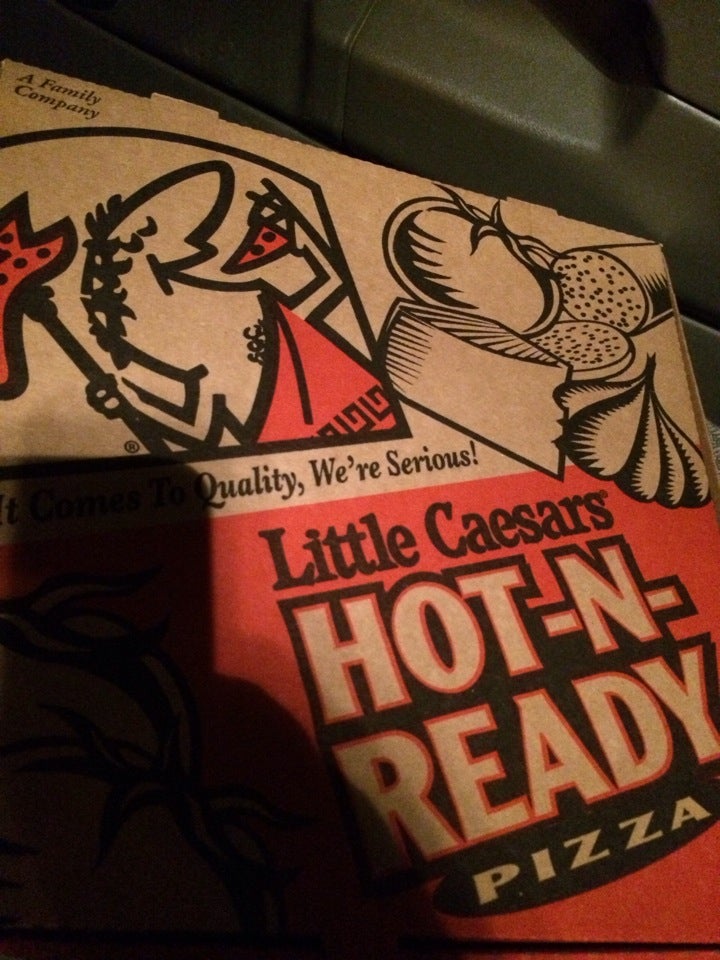 A Family
Company
It Comes To Quality, We're Serious!
Little Caesars
HOT-N-
READY
PIZZA